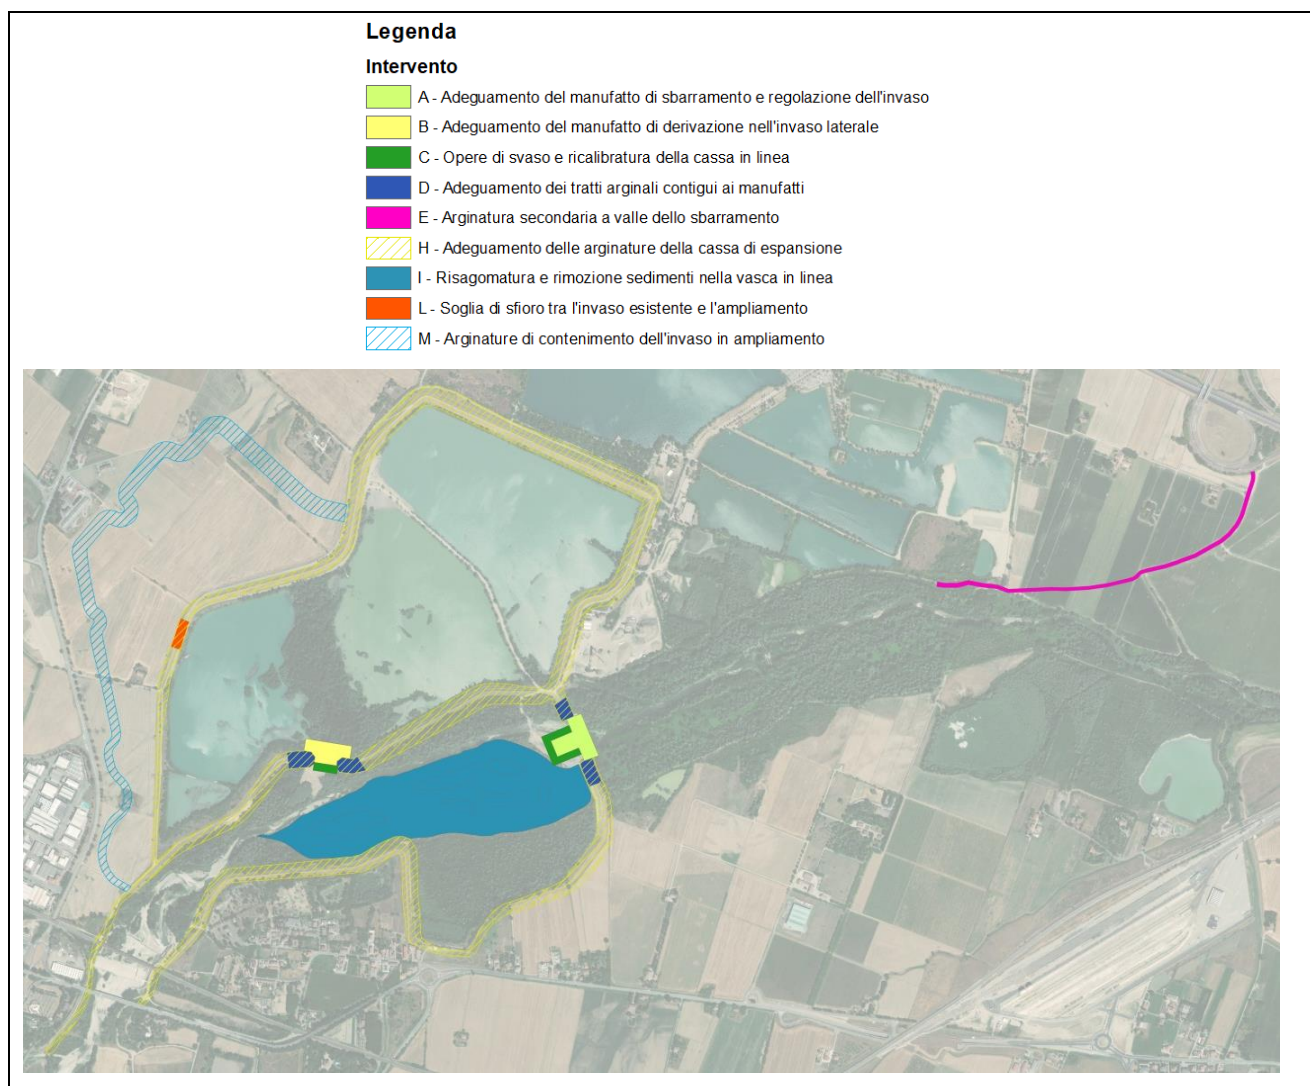 Legenda
Intervento
A - Adeguamento del manufatto di sbarramento e regolazione dell'invaso
B - Adeguamento del manufatto di derivazione nell'invaso laterale
C - Opere di svaso e ricalibratura della cassa in linea
D - Adeguamento dei tratti arginali contigui ai manufatti
E - Arginatura secondaria a valle dello sbarramento
H - Adeguamento delle arginature della cassa di espansione
I - Risagomatura e rimozione sedimenti nella vasca in linea
L - Soglia di sfioro tra l'invaso esistente e l'ampliamento
M - Arginature di contenimento dell'invaso in ampliamento